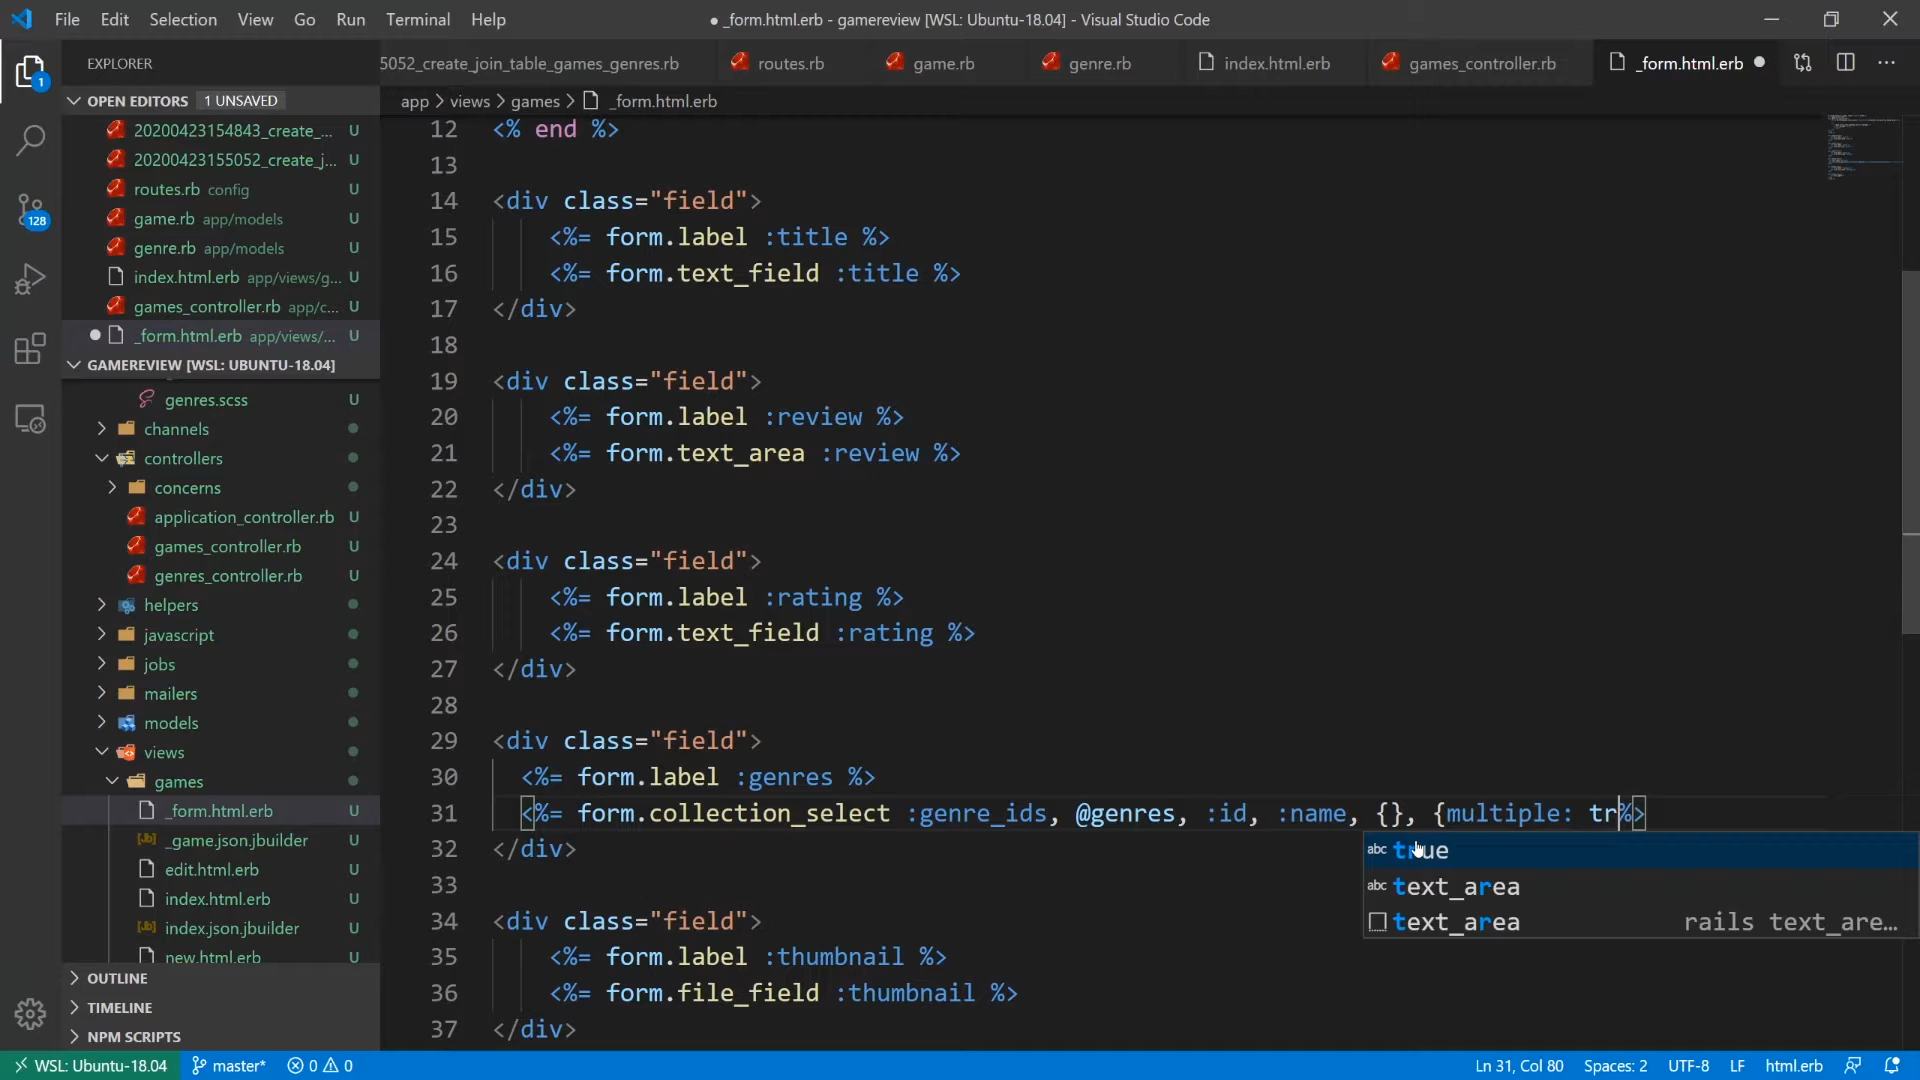 File Edit Selection View Go Run Terminal Help
● _form.html.erb - gamereview [WSL: Ubuntu-18.04] - Visual Studio Code
EXPLORER
5052_create_join_table_games_genres.rb routes.rb game.rb genre.rb index.html.erb games_controller.rb _form.html.erb
OPEN EDITORS 1 UNSAVED
app > views > games > _form.html.erb
20200423154843_create_... U
20200423155052_create_j... U
routes.rb config U
game.rb app/models U
genre.rb app/models U
index.html.erb app/views/g... U
games_controller.rb app/c... U
_form.html.erb app/views/... U
GAMEREVIEW [WSL: UBUNTU-18.04]
genres.scss U
channels
controllers
concerns
application_controller.rb U
games_controller.rb U
genres_controller.rb U
helpers
javascript
jobs
mailers
models
views
games
_form.html.erb U
_game.json.jbuilder U
edit.html.erb U
index.html.erb U
index.json.jbuilder U
new.html.erb U
OUTLINE
TIMELINE
NPM SCRIPTS
1
128
12 <% end %>
13
14 <div class="field">
15 <%= form.label :title %>
16 <%= form.text_field :title %>
17 </div>
18
19 <div class="field">
20 <%= form.label :review %>
21 <%= form.text_area :review %>
22 </div>
23
24 <div class="field">
25 <%= form.label :rating %>
26 <%= form.text_field :rating %>
27 </div>
28
29 <div class="field">
30 <%= form.label :genres %>
31 <%= form.collection_select :genre_ids, @genres, :id, :name, {}, {multiple: tr%>
32 </div>
33
34 <div class="field">
35 <%= form.label :thumbnail %>
36 <%= form.file_field :thumbnail %>
37 </div>
abc true
abc text_area
text_area rails text_are...
WSL: Ubuntu-18.04 master* 0 0 Ln 31, Col 80 Spaces: 2 UTF-8 LF html.erb